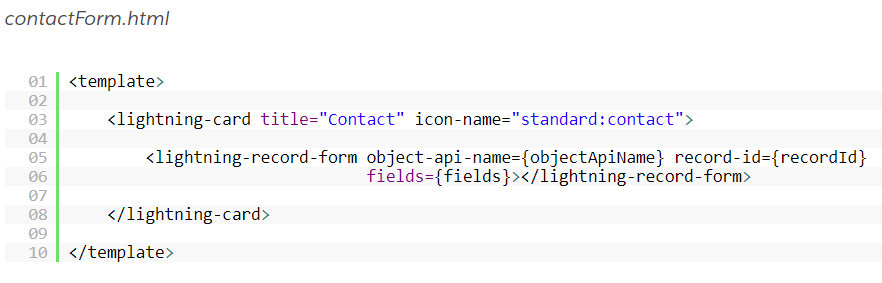 contactForm.html
01 <template>
02
03 <lightning-card title="Contact" icon-name="standard:contact">
04
05 <lightning-record-form object-api-name={objectApiName} record-id={recordId}
06 fields={fields}></lightning-record-form>
07
08 </lightning-card>
09
10 </template>